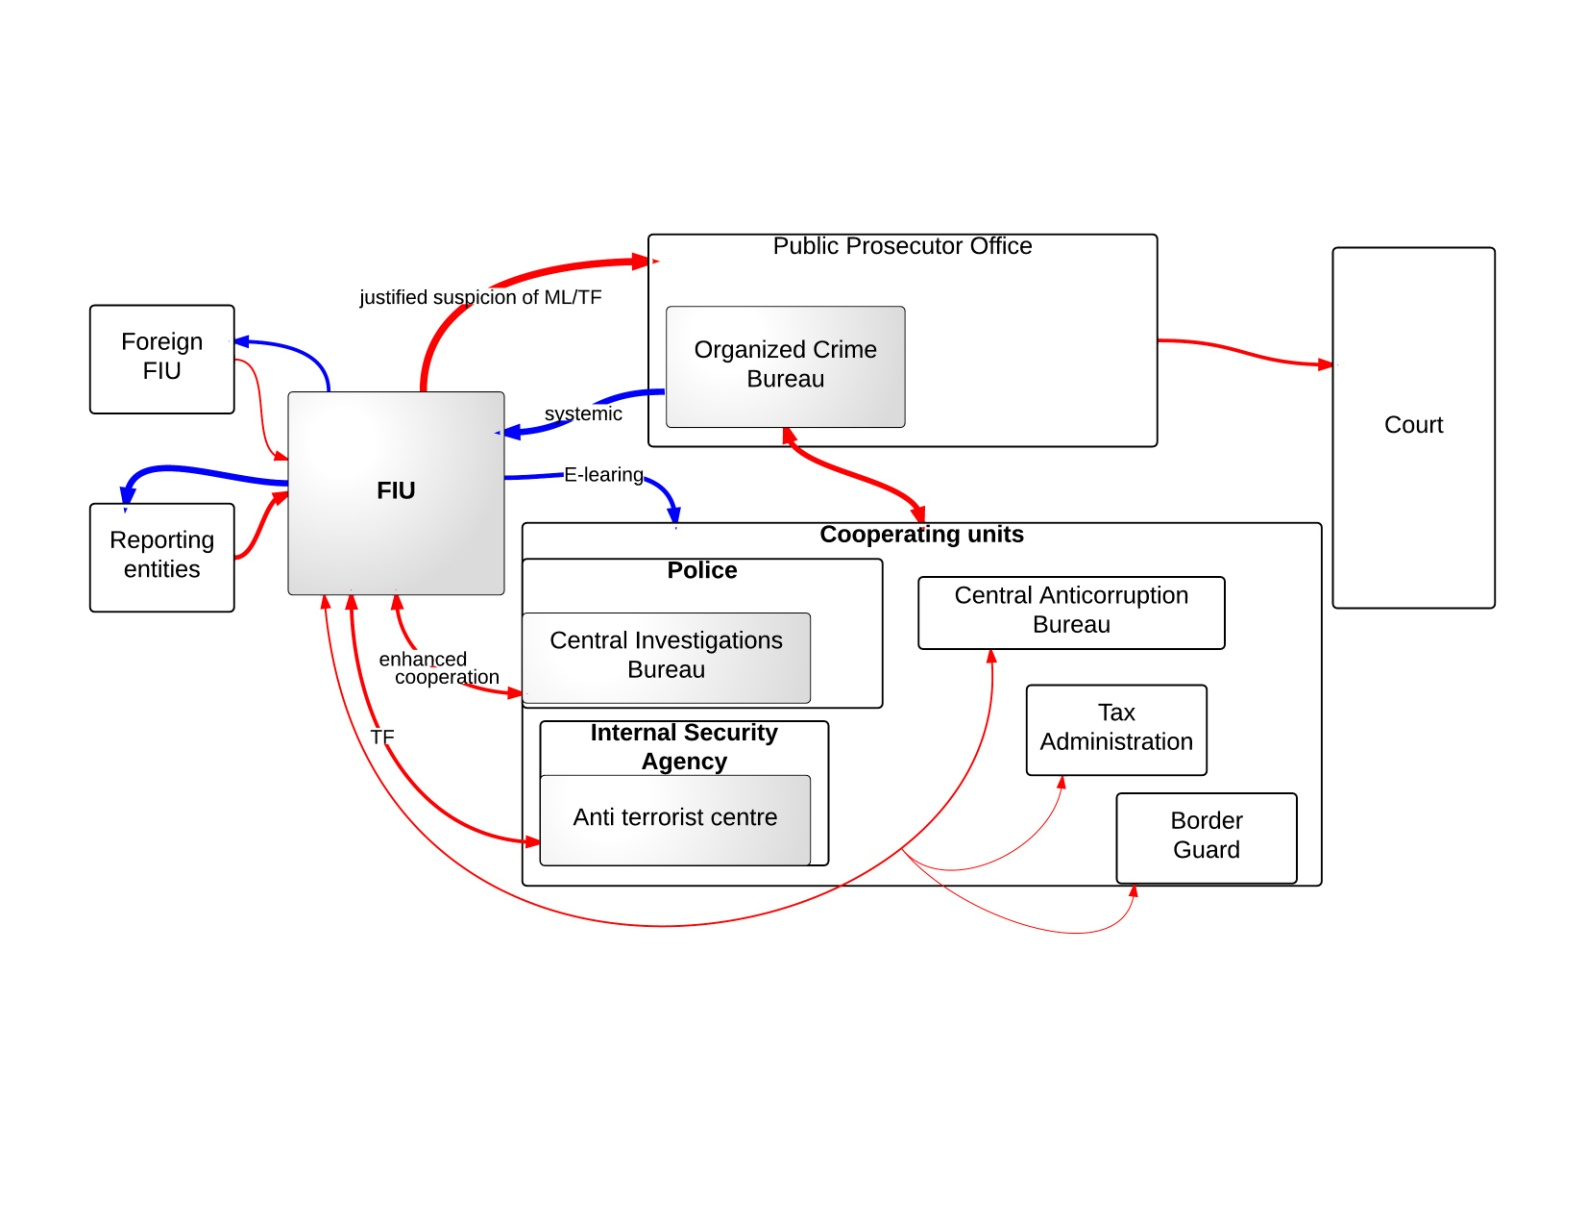 Public Prosecutor Office
justified suspicion of ML/TF
Foreign
FIU
Organized Crime
Bureau
systemic
Court
E-learing
FIU
Reporting
entities
Cooperating units
Police
Central Investigations
Bureau
Central Anticorruption
Bureau
enhanced
cooperation
Tax
Administration
TF
Internal Security
Agency
Anti terrorist centre
Border
Guard